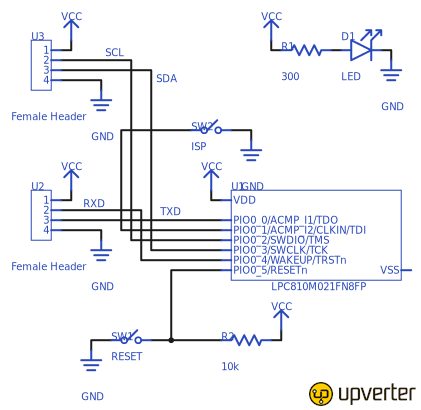 VCC
VCC
U3
1
2
3
4
SCL
SDA
R1
300
D1
LED
GND
Female Header
GND
SW2
ISP
VCC
VCC
U2
1
2
3
4
RXD
TXD
U1
GND
VDD
PIO0_0/ACMP_I1/TDO
PIO0_1/ACMP_I2/CLKIN/TDI
PIO0_2/SWDIO/TMS
PIO0_3/SWCLK/TCK
PIO0_4/WAKEUP/TRSTn
PIO0_5/RESETn
VSS
LPC810M021FN8FP
Female Header
GND
VCC
SW1
RESET
R2
10k
GND
upverter